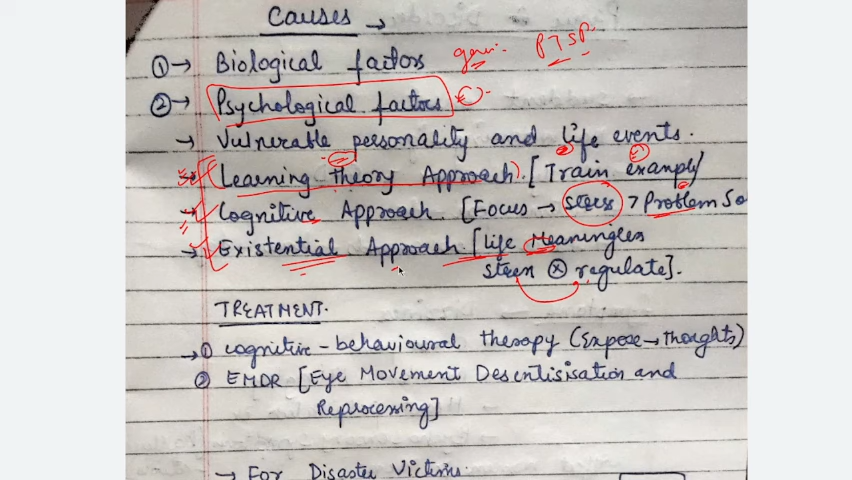 Causes →
①→ Biological factors geni. PTSD.
②→ Psychological factors
→ Vulnerable personality and life events.
→ Learning theory Approach. [Train example]
→ Cognitive Approach. [Focus → stress > Problem So
→ Existential Approach [life Meaningless
stress ⊗ regulate].
TREATMENT.
→① cognitive-behavioural therapy (Expose→thoughts)
② EMDR [Eye Movement Desentisisation and
Reprocessing]
→ For Disaster Victims